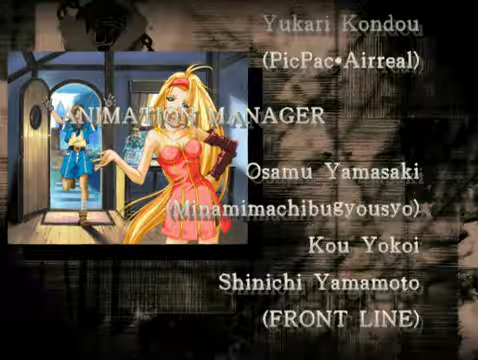 Yukari Kondou
(PicPac•Airreal)
ANIMATION MANAGER
Osamu Yamasaki
(Minamimachibugyousyo)
Kou Yokoi
Shinichi Yamamoto
(FRONT LINE)